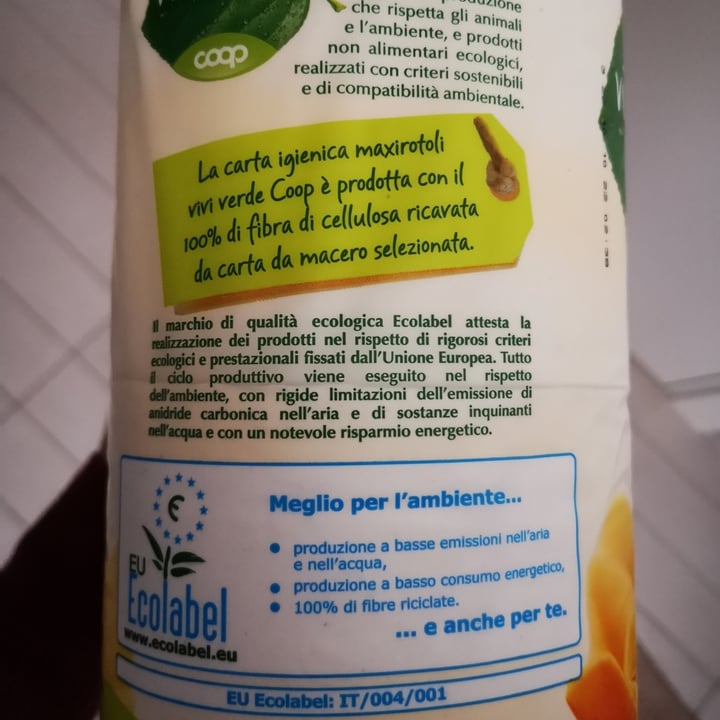 coop
che rispetta gli animali
e l'ambiente, e prodotti
non alimentari ecologici,
realizzati con criteri sostenibili
e di compatibilità ambientale.
La carta igienica maxirotoli
vivi verde Coop è prodotta con il
100% di fibra di cellulosa ricavata
da carta da macero selezionata.
Il marchio di qualità ecologica Ecolabel attesta la
realizzazione dei prodotti nel rispetto di rigorosi criteri
ecologici e prestazionali fissati dall'Unione Europea. Tutto
il ciclo produttivo viene eseguito nel rispetto
dell'ambiente, con rigide limitazioni dell'emissione di
anidride carbonica nell'aria e di sostanze inquinanti
nell'acqua e con un notevole risparmio energetico.
Meglio per l'ambiente...
● produzione a basse emissioni nell'aria
e nell'acqua,
● produzione a basso consumo energetico,
● 100% di fibre riciclate.
... e anche per te.
EU
Ecolabel
www.ecolabel.eu
EU Ecolabel: IT/004/001